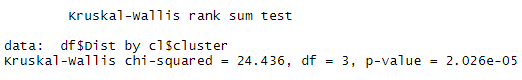 Kruskal-Wallis rank sum test
data:  df$Dist by cl$cluster
Kruskal-Wallis chi-squared = 24.436, df = 3, p-value = 2.026e-05